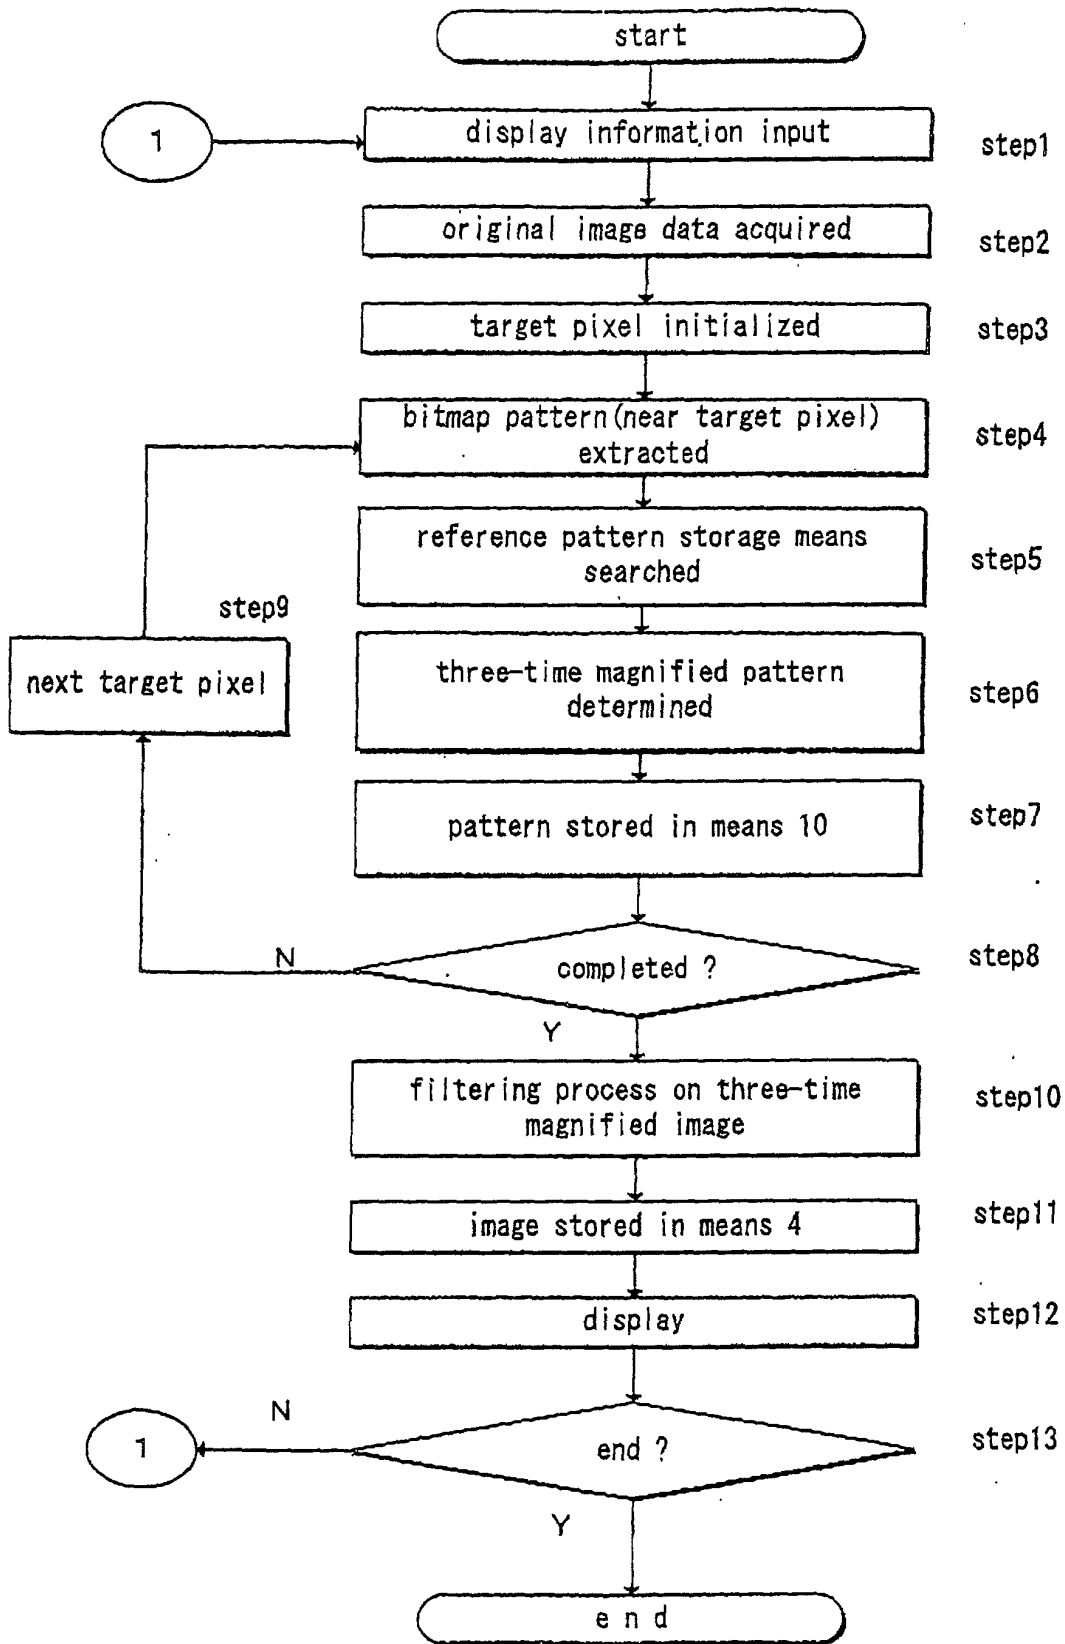 start
1
display information input
step1
original image data acquired
step2
target pixel initialized
step3
bitmap pattern(near target pixel)
extracted
step4
reference pattern storage means
searched
step5
step9
next target pixel
three-time magnified pattern
determined
step6
pattern stored in means 10
step7
N
completed ?
step8
Y
filtering process on three-time
magnified image
step10
image stored in means 4
step11
display
step12
N
1
end ?
step13
Y
e n d